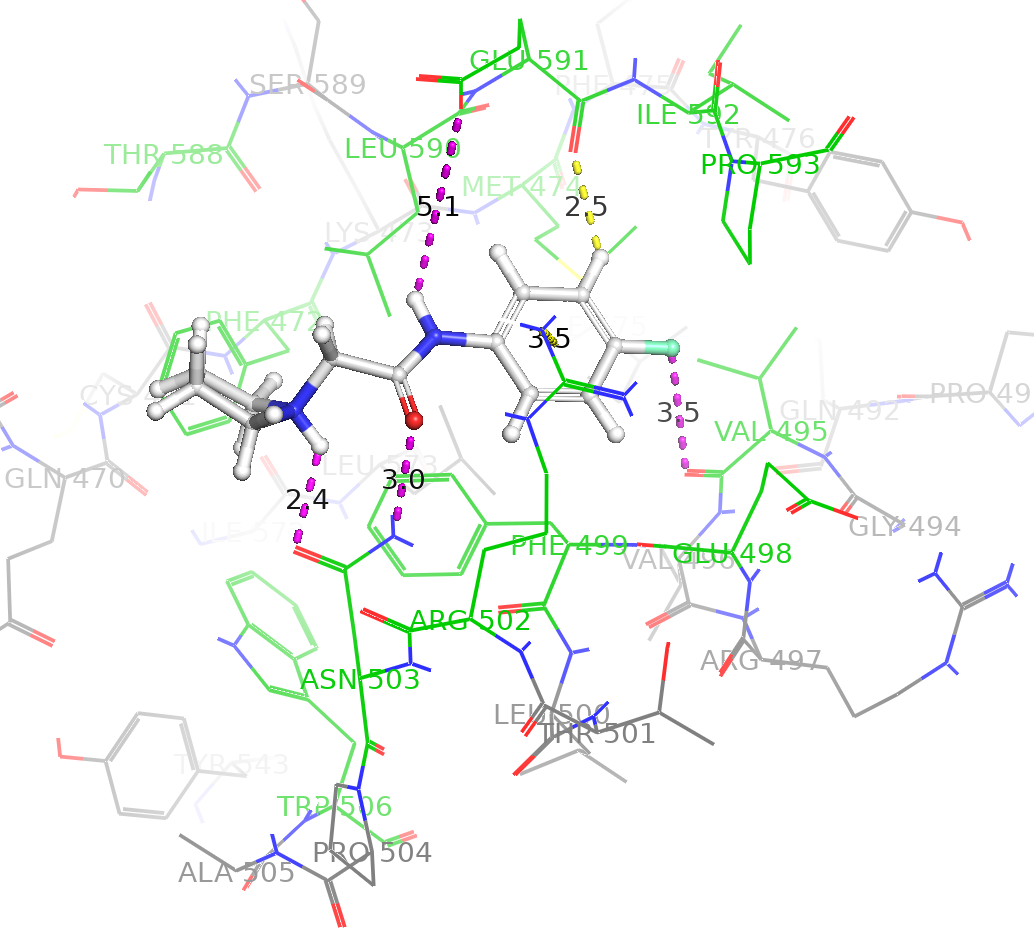 GLU 591
SER 589
PHE 475
ILE 592
TYR 476
THR 588
LEU 590
PRO 593
MET 474
5.1
2.5
LYS 473
PHE 472
3.5
CYS
PRO 49
3.5
GLN 492
VAL 495
LEU 573
GLN 470
3.0
2.4
GLY 494
ILE 57
PHE 499
GLU 498
VAL 496
ARG 502
ARG 497
ASN 503
LEU 500
THR 501
TYR 543
TRP 506
PRO 504
ALA 505